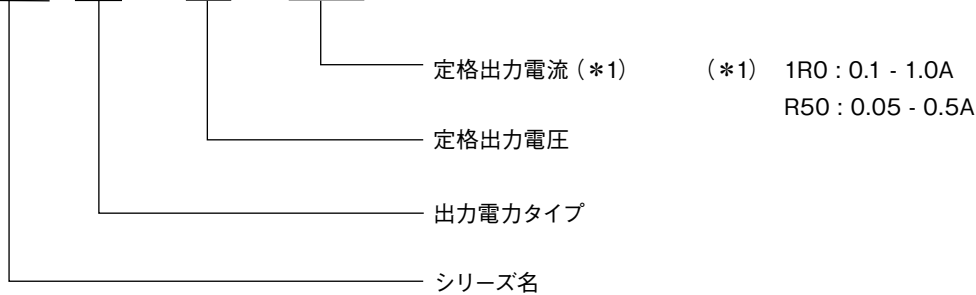 定格出力電流（*1） （*1） 1R0 : 0.1 - 1.0A
R50 : 0.05 - 0.5A
定格出力電圧
出力電力タイプ
シリーズ名